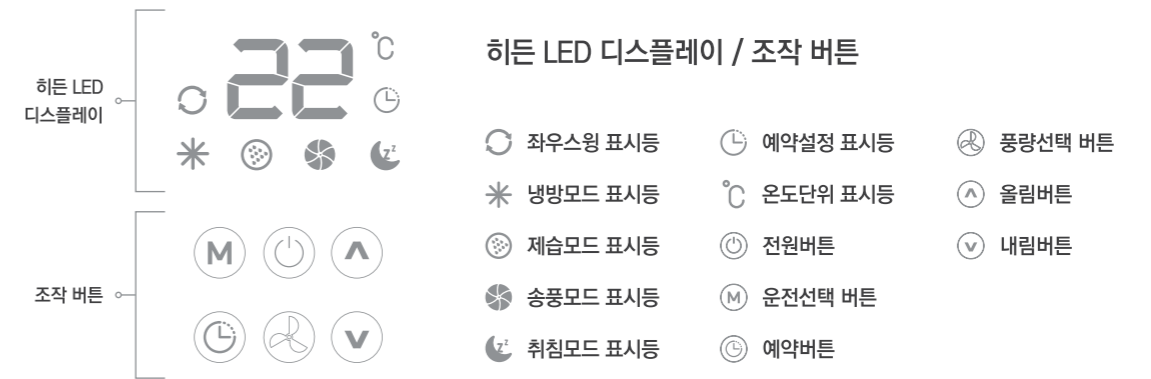 히든 LED
디스플레이
22
℃
z z
조작 버튼
M
히든 LED 디스플레이 / 조작 버튼
좌우스윙 표시등
냉방모드 표시등
제습모드 표시등
송풍모드 표시등
z z
취침모드 표시등
예약설정 표시등
℃ 온도단위 표시등
전원버튼
M 운전선택 버튼
예약버튼
풍량선택 버튼
올림버튼
내림버튼